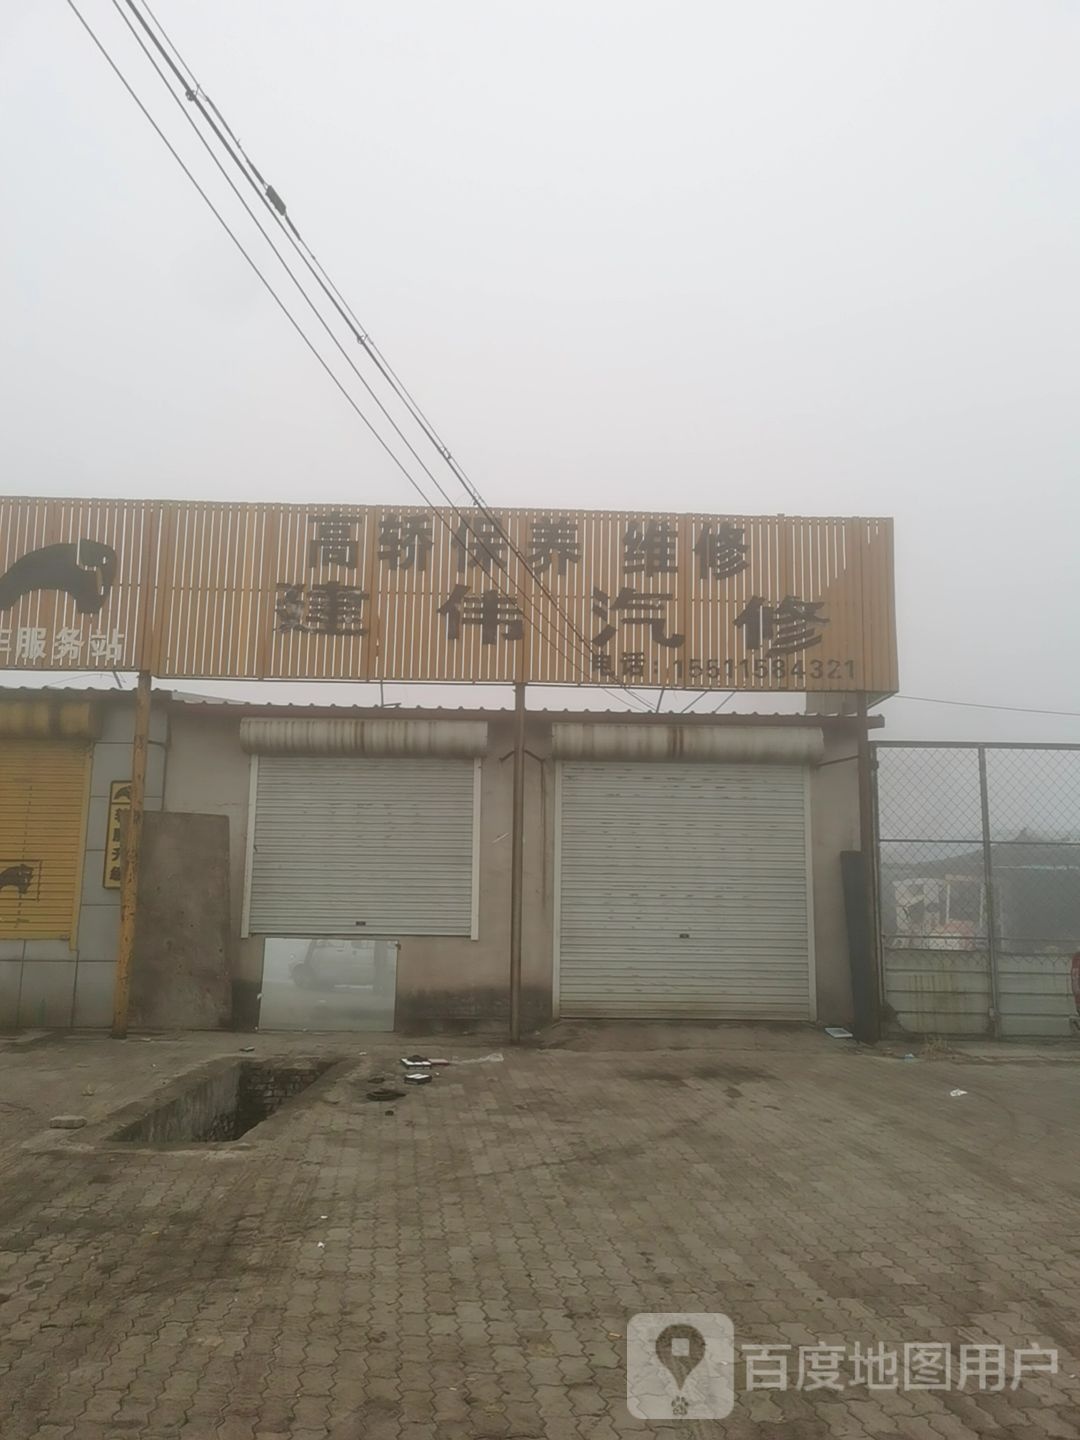 高轿保养 维修
建伟汽修
电话：15511584321
车服务站
百度地图用户